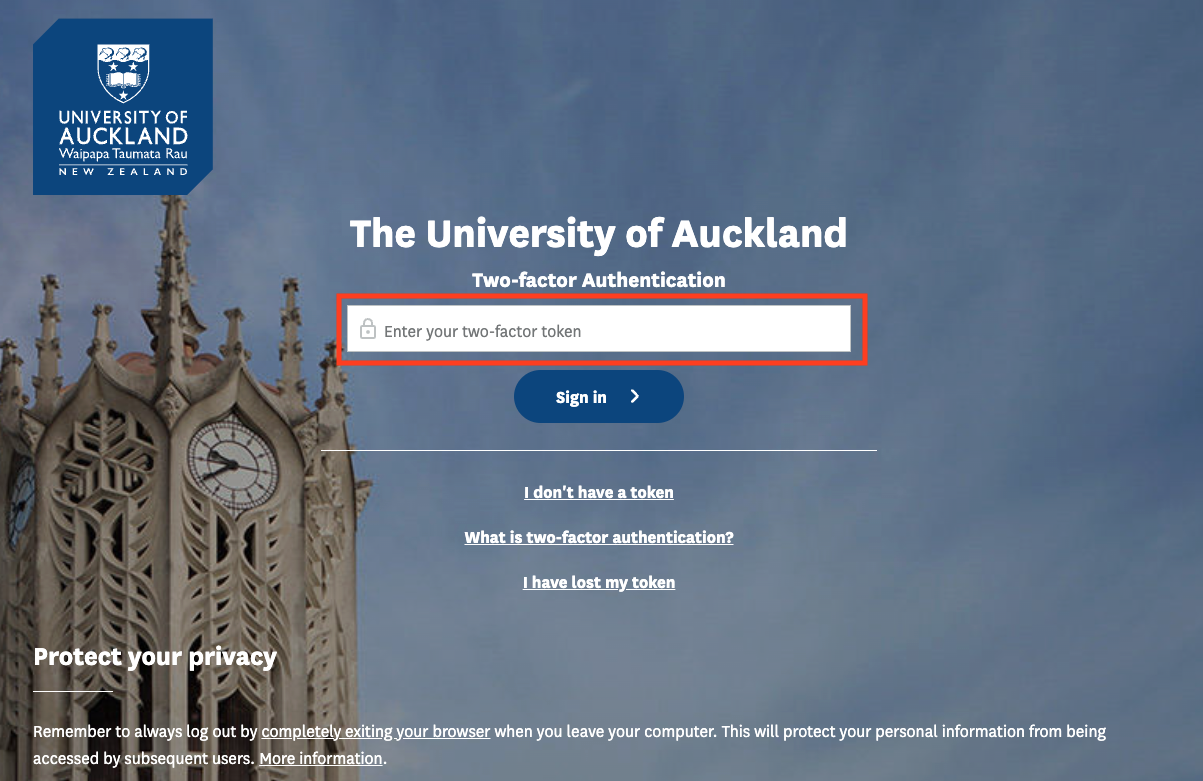 UNIVERSITY OF
AUCKLAND
Waipapa Taumata Rau
NEW ZEALAND
The University of Auckland
Two-factor Authentication
Enter your two-factor token
Sign in
I don't have a token
What is two-factor authentication?
I have lost my token
Protect your privacy
Remember to always log out by completely exiting your browser when you leave your computer. This will protect your personal information from being
accessed by subsequent users. More information.